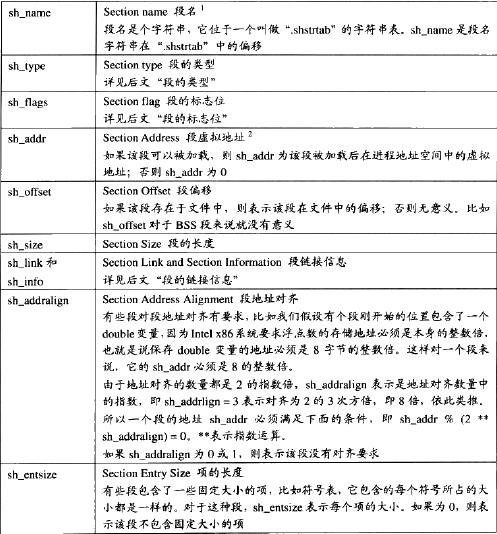 sh_name Section name 段名 1
段名是个字符串，它位于一个叫做 “.shstrtab” 的字符串表。sh_name 是段名
字符串在 “.shstrtab” 中的偏移
sh_type Section type 段的类型
详见后文 “段的类型”
sh_flags Section flag 段的标志位
详见后文 “段的标志位”
sh_addr Section Address 段虚拟地址 2
如果该段可以被加载，则 sh_addr 为该段被加载后在进程地址空间中的虚拟
地址；否则 sh_addr 为 0
sh_offset Section Offset 段偏移
如果该段存在于文件中，则表示该段在文件中的偏移；否则无意义。比如
sh_offset 对于 BSS 段来说就没有意义
sh_size Section Size 段的长度
sh_link 和 Section Link and Section Information 段链接信息
sh_info 详见后文 “段的链接信息”
sh_addralign Section Address Alignment 段地址对齐
有些段对段地址对齐有要求，比如我们假设有个段刚开始的位置包含了一个
double 变量，因为 Intel x86 系统要求浮点数的存储地址必须是本身的整数倍，
也就是说保存 double 变量的地址必须是 8 字节的整数倍。这样对一个段来
说，它的 sh_addr 必须是 8 的整数倍。
由于地址对齐的数量都是 2 的指数倍，sh_addralign 表示是地址对齐数量中
的指数，即 sh_addrlign = 3 表示对齐为 2 的 3 次方倍，即 8 倍，依此类推。
所以一个段的地址 sh_addr 必须满足下面的条件，即 sh_addr % (2 **
sh_addralign) = 0。**表示指数运算。
如果 sh_addralign 为 0 或 1，则表示该段没有对齐要求
sh_entsize Section Entry Size 项的长度
有些段包含了一些固定大小的项，比如符号表，它包含的每个符号所占的大
小都是一样的。对于这种段，sh_entsize 表示每个项的大小。如果为 0，则表
示该段不包含固定大小的项